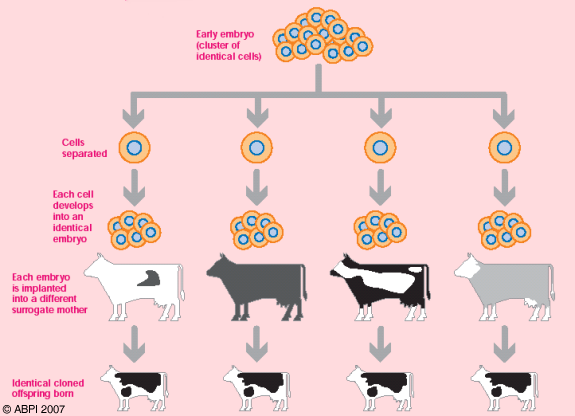 Early embryo
(cluster of
identical cells)
Cells
separated
Each cell
develops
into an
identical
embryo
Each embryo
is implanted
into a different
surrogate mother
Identical cloned
offspring born
© ABPI 2007